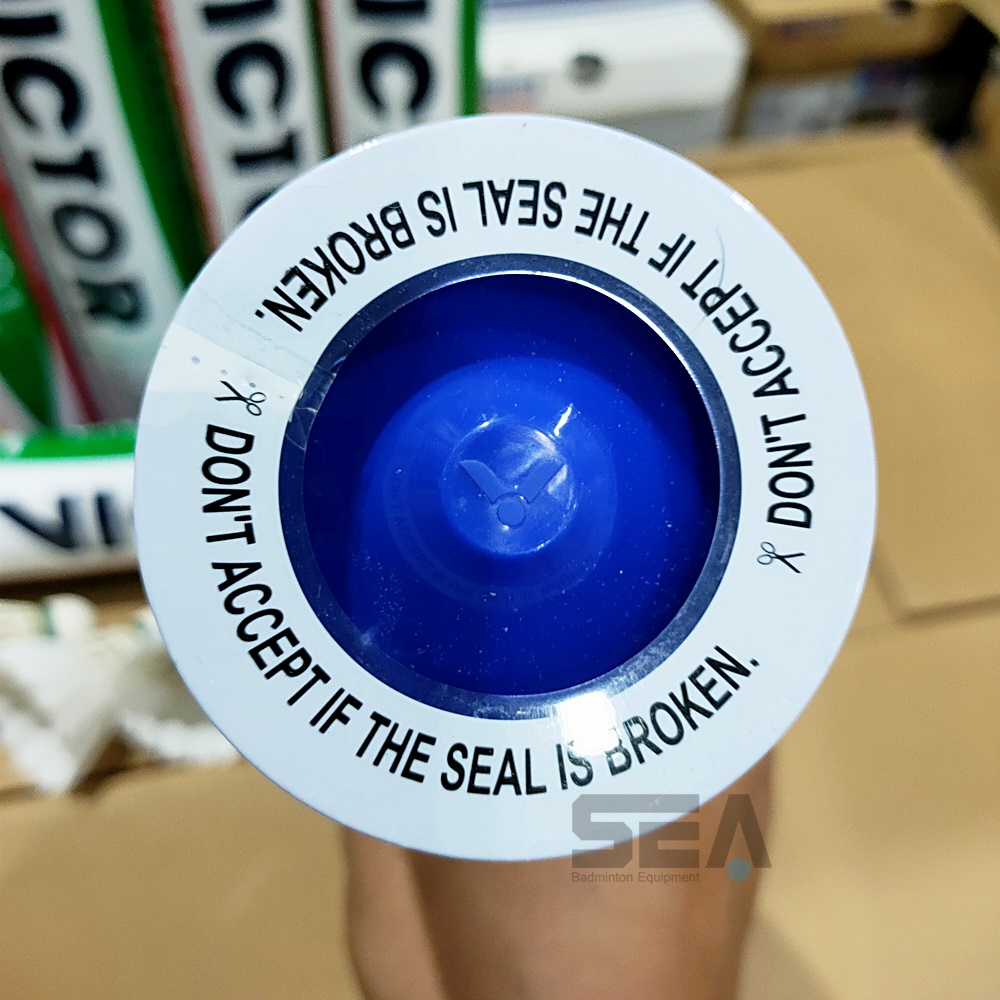 VICTOR
VICTOR
VICTOR
DON'T ACCEPT IF THE SEAL IS BROKEN.
DON'T ACCEPT IF THE SEAL IS BROKEN.
SEA
Badminton Equipment